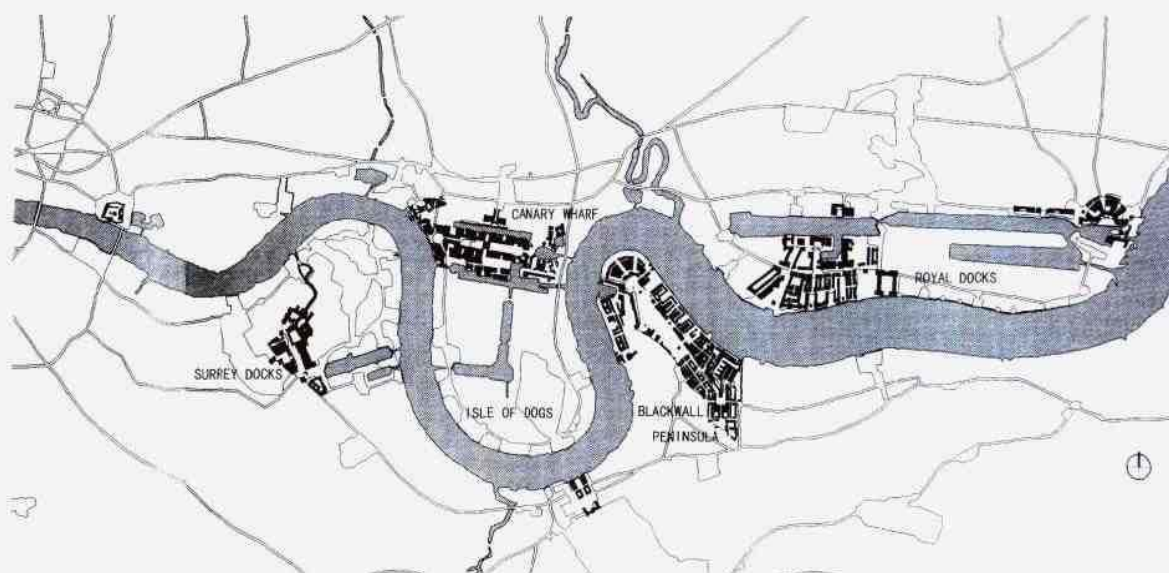 CANARY WHARF
ROYAL DOCKS
SURREY DOCKS
ISLE OF DOGS
BLACKWALL
PENINSULA